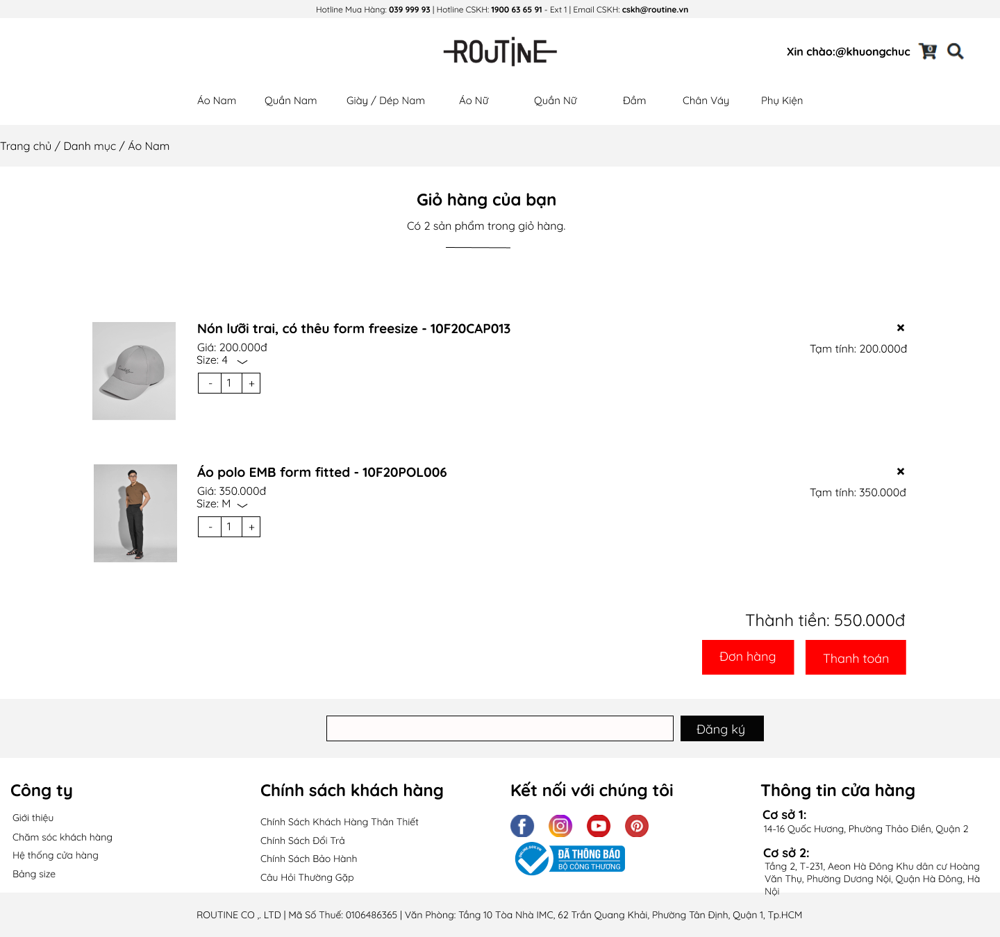 Hotline Mua Hàng: 039 999 93 | Hotline CSKH: 1900 63 65 91 - Ext 1 | Email CSKH: cskh@routine.vn
ROUTINE
Xin chào:@khuongchuc
0
Áo Nam Quần Nam Giày / Dép Nam Áo Nữ Quần Nữ Đầm Chân Váy Phụ Kiện
Trang chủ / Danh mục / Áo Nam
Giỏ hàng của bạn
Có 2 sản phẩm trong giỏ hàng.
Nón lưỡi trai, có thêu form freesize - 10F20CAP013
Giá: 200.000đ
Tạm tính: 200.000đ
Size: 4
- 1 +
Áo polo EMB form fitted - 10F20POL006
Giá: 350.000đ
Tạm tính: 350.000đ
Size: M
- 1 +
Thành tiền: 550.000đ
Đơn hàng Thanh toán
Đăng ký
Công ty
Giới thiệu
Chăm sóc khách hàng
Hệ thống cửa hàng
Bảng size
Chính sách khách hàng
Chính Sách Khách Hàng Thân Thiết
Chính Sách Đổi Trả
Chính Sách Bảo Hành
Câu Hỏi Thường Gặp
Kết nối với chúng tôi
ONLINE.GOV.VN
ĐÃ THÔNG BÁO
BỘ CÔNG THƯƠNG
Thông tin cửa hàng
Cơ sở 1:
14-16 Quốc Hương, Phường Thảo Điền, Quận 2
Cơ sở 2:
Tầng 2, T-231, Aeon Hà Đông Khu dân cư Hoàng
Văn Thụ, Phường Dương Nội, Quận Hà Đông, Hà
Nội
ROUTINE CO ,. LTD | Mã Số Thuế: 0106486365 | Văn Phòng: Tầng 10 Tòa Nhà IMC, 62 Trần Quang Khải, Phường Tân Định, Quận 1, Tp.HCM